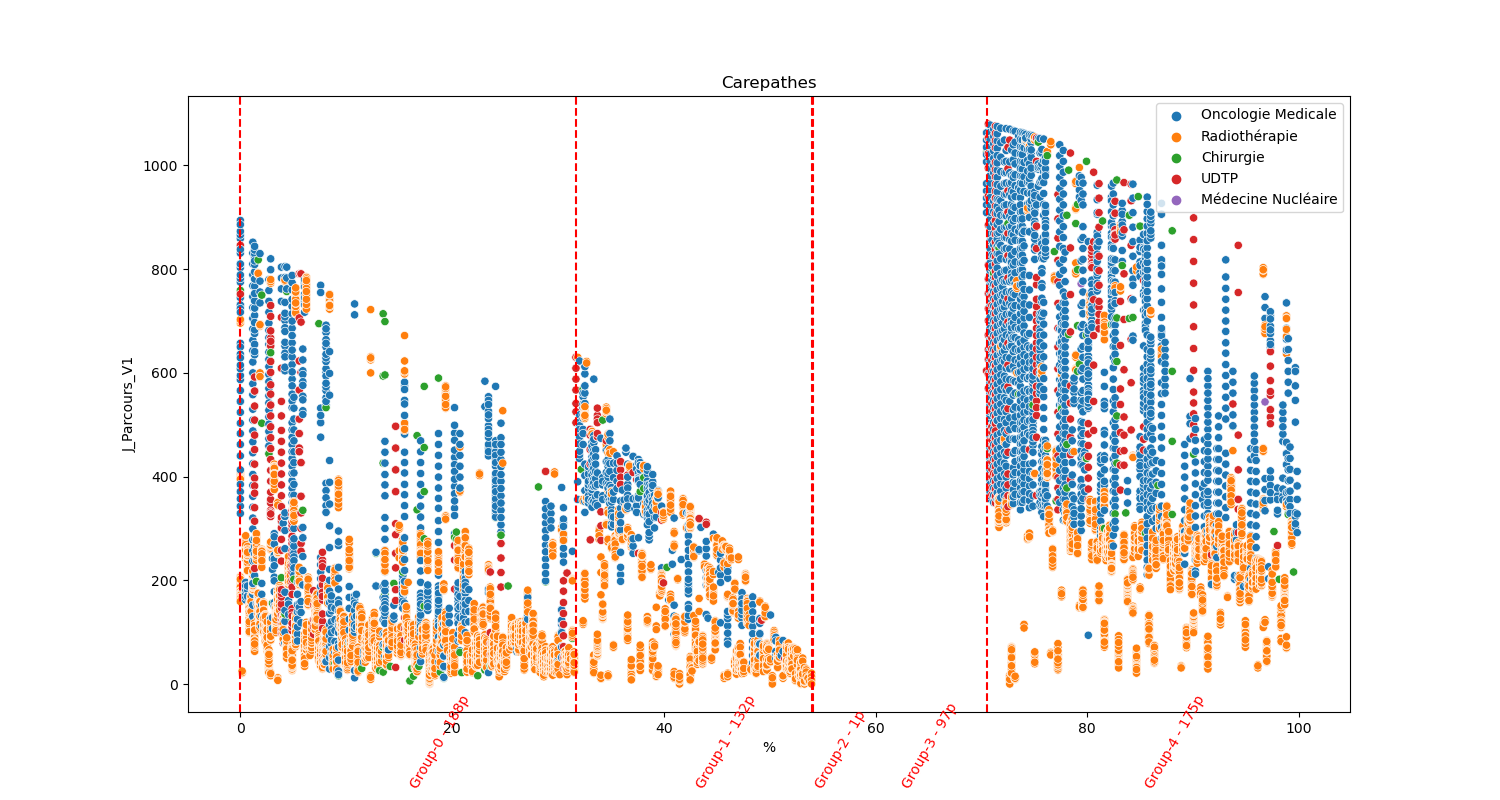 Carepathes
Oncologie Medicale
Radiothérapie
Chirurgie
UDTP
Médecine Nucléaire
J_Parcours_V1
1000
800
600
400
200
0
0
20
40
60
80
100
%
Group-0 - 188p
Group-1 - 132p
Group-2 - 1p
Group-3 - 97p
Group-4 - 175p